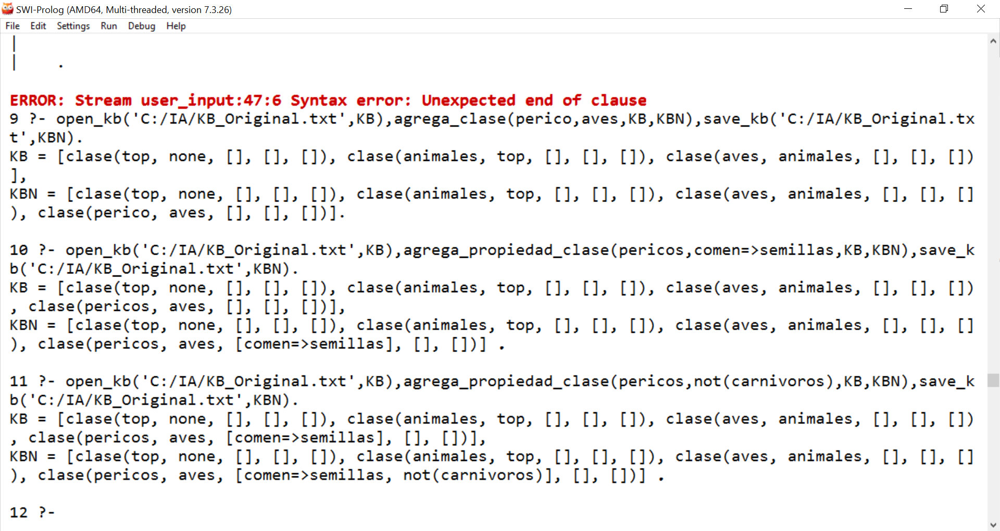 SWI-Prolog (AMD64, Multi-threaded, version 7.3.26)
File Edit Settings Run Debug Help
|
|     .
ERROR: Stream user_input:47:6 Syntax error: Unexpected end of clause
9 ?- open_kb('C:/IA/KB_Original.txt',KB),agrega_clase(perico,aves,KB,KBN),save_kb('C:/IA/KB_Original.tx
t',KBN).
KB = [clase(top, none, [], [], []), clase(animales, top, [], [], []), clase(aves, animales, [], [], [])
],
KBN = [clase(top, none, [], [], []), clase(animales, top, [], [], []), clase(aves, animales, [], [], []
), clase(perico, aves, [], [], [])].
10 ?- open_kb('C:/IA/KB_Original.txt',KB),agrega_propiedad_clase(pericos,comen=>semillas,KB,KBN),save_k
b('C:/IA/KB_Original.txt',KBN).
KB = [clase(top, none, [], [], []), clase(animales, top, [], [], []), clase(aves, animales, [], [], [])
, clase(pericos, aves, [], [], [])],
KBN = [clase(top, none, [], [], []), clase(animales, top, [], [], []), clase(aves, animales, [], [], []
), clase(pericos, aves, [comen=>semillas], [], [])] .
11 ?- open_kb('C:/IA/KB_Original.txt',KB),agrega_propiedad_clase(pericos,not(carnivoros),KB,KBN),save_k
b('C:/IA/KB_Original.txt',KBN).
KB = [clase(top, none, [], [], []), clase(animales, top, [], [], []), clase(aves, animales, [], [], [])
, clase(pericos, aves, [comen=>semillas], [], [])],
KBN = [clase(top, none, [], [], []), clase(animales, top, [], [], []), clase(aves, animales, [], [], []
), clase(pericos, aves, [comen=>semillas, not(carnivoros)], [], [])] .
12 ?-